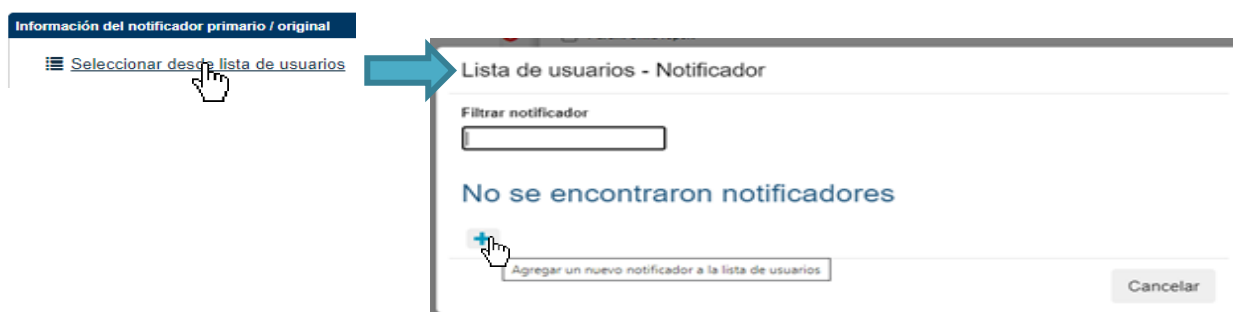 Información del notificador primario / original
Seleccionar desde lista de usuarios
Lista de usuarios - Notificador
Filtrar notificador
No se encontraron notificadores
+
Agregar un nuevo notificador a la lista de usuarios
Cancelar